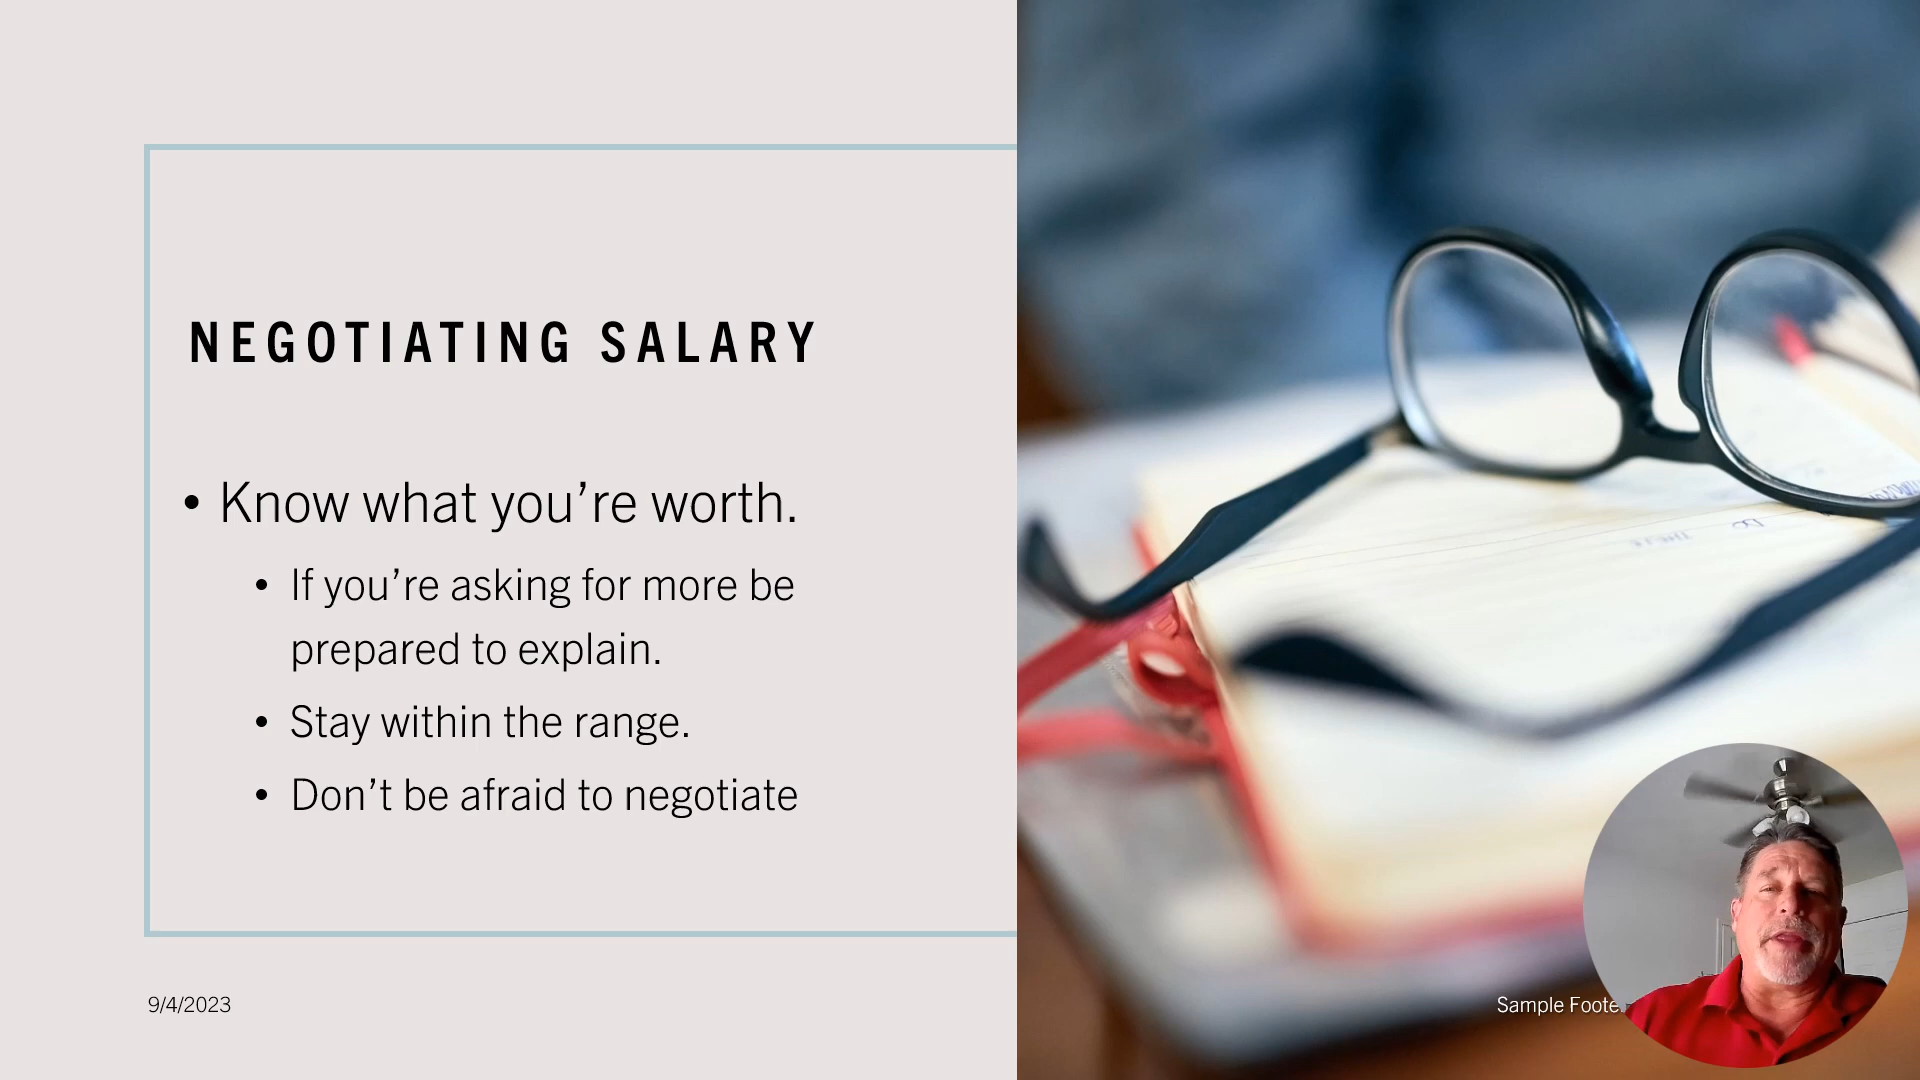 NEGOTIATING SALARY
• Know what you’re worth.
• If you’re asking for more be
prepared to explain.
• Stay within the range.
• Don’t be afraid to negotiate
9/4/2023
Sample Foote